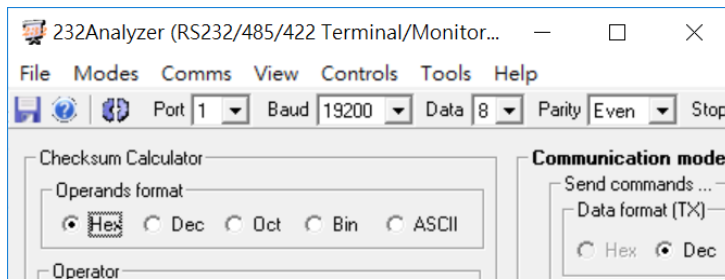 232Analyzer (RS232/485/422 Terminal/Monitor...
File Modes Comms View Controls Tools Help
Port 1 Baud 19200 Data 8 Parity Even Stop
Checksum Calculator Communication mode
Operands format Send commands ...
Data format (TX)
Hex Dec Oct Bin ASCII Hex Dec
Operator